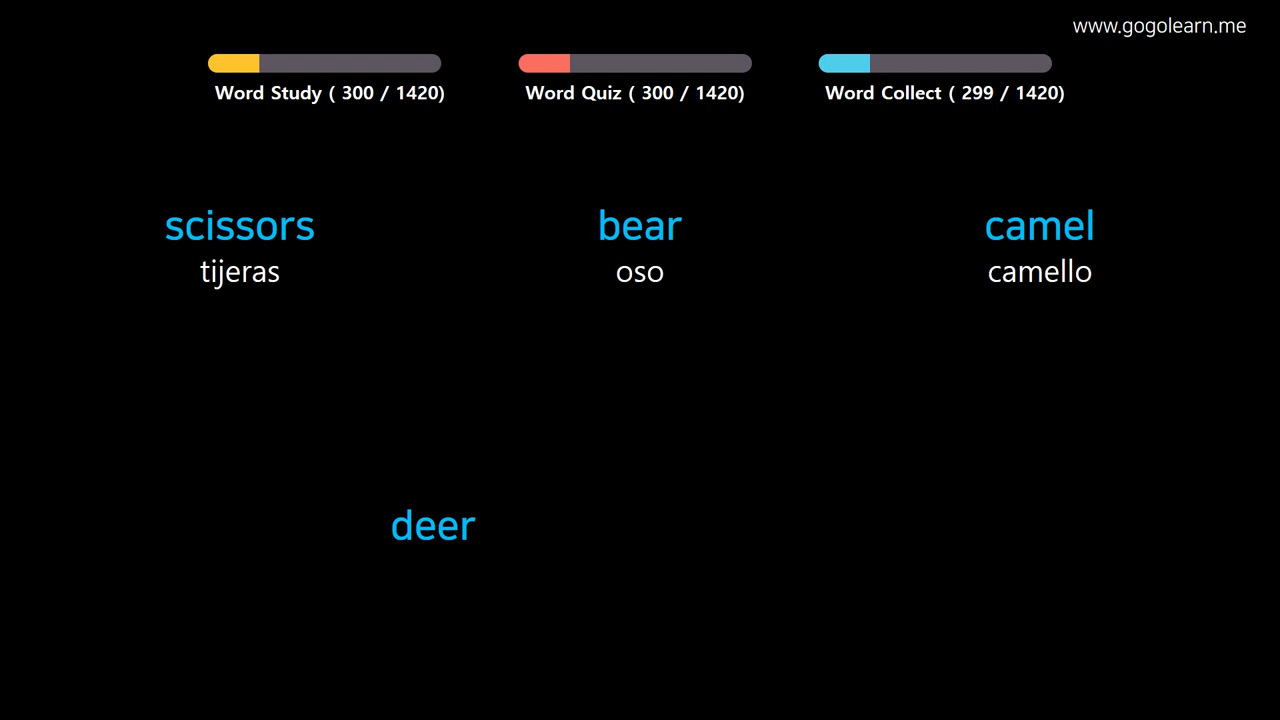 www.gogolearn.me
Word Study ( 300 / 1420)
Word Quiz ( 300 / 1420)
Word Collect ( 299 / 1420)
scissors
tijeras
bear
oso
camel
camello
deer